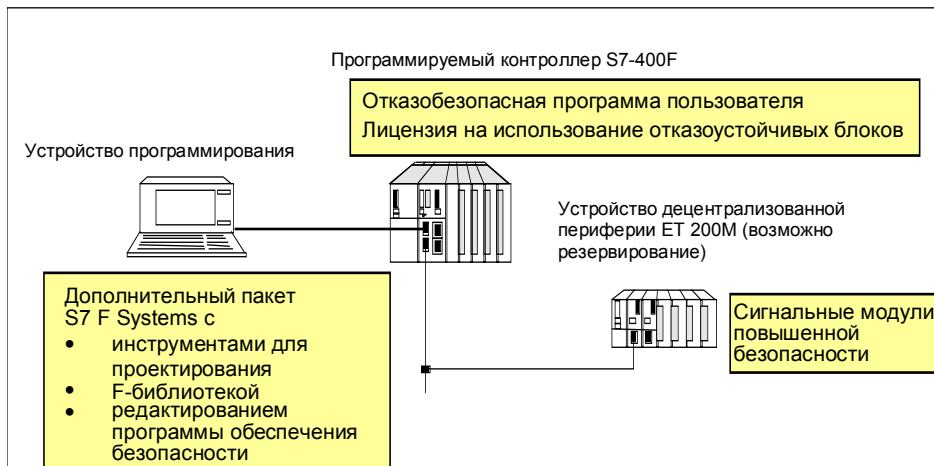 Программируемый контроллер S7-400F
Отказобезопасная программа пользователя
Лицензия на использование отказоустойчивых блоков
Устройство программирования
Устройство децентрализованной
периферии ET 200M (возможно
резервирование)
Дополнительный пакет
S7 F Systems с
• инструментами для
проектирования
• F-библиотекой
• редактированием
программы обеспечения
безопасности
Сигнальные модули
повышенной
безопасности